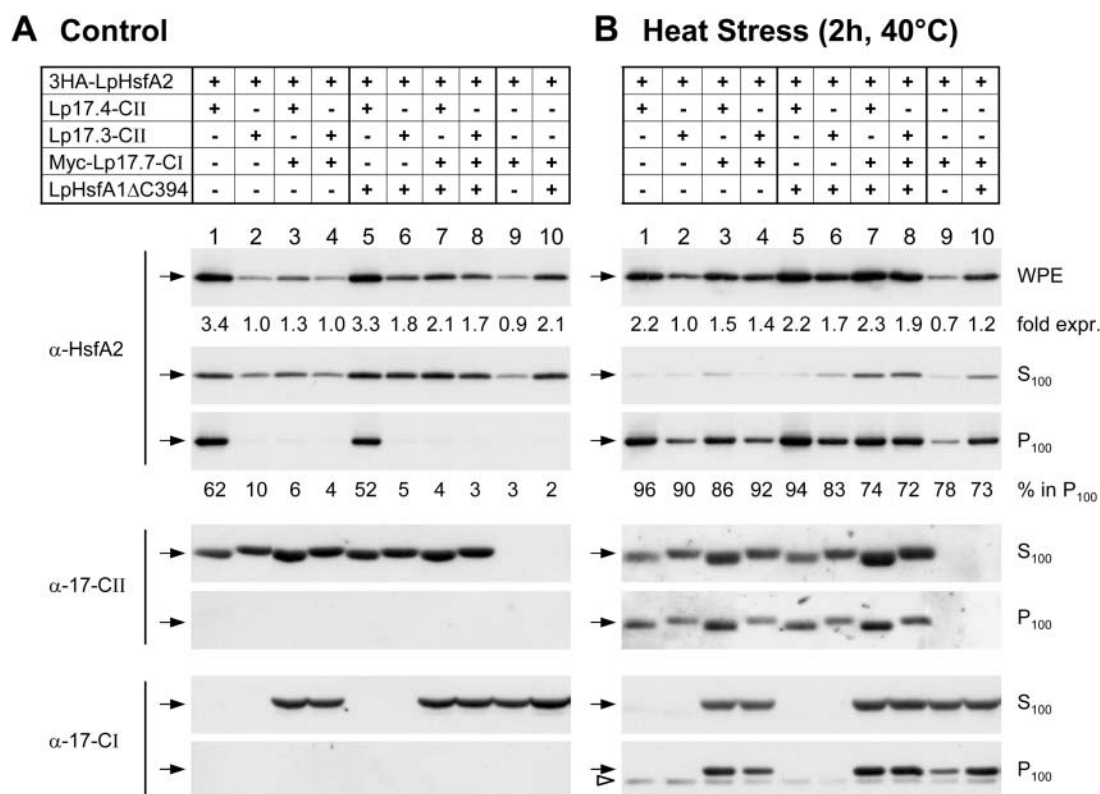 A Control
B Heat Stress (2h, 40°C)
3HA-LpHsfA2 + + + + + + + + + + + + + + + + + + + +
Lp17.4-CII + - + - + - + - - - + - + - + - + - - -
Lp17.3-CII - + - + - + - + - - - + - + - + - + - -
Myc-Lp17.7-CI - - + + - - + + + + - - + + - - + + + +
LpHsfA1ΔC394 - - - - + + + + - + - - - - + + + + - +
1 2 3 4 5 6 7 8 9 10 1 2 3 4 5 6 7 8 9 10
WPE
3.4 1.0 1.3 1.0 3.3 1.8 2.1 1.7 0.9 2.1 2.2 1.0 1.5 1.4 2.2 1.7 2.3 1.9 0.7 1.2 fold expr.
α-HsfA2
S100
P100
62 10 6 4 52 5 4 3 3 2 96 90 86 92 94 83 74 72 78 73 % in P100
α-17-CII
S100
P100
α-17-CI
S100
P100